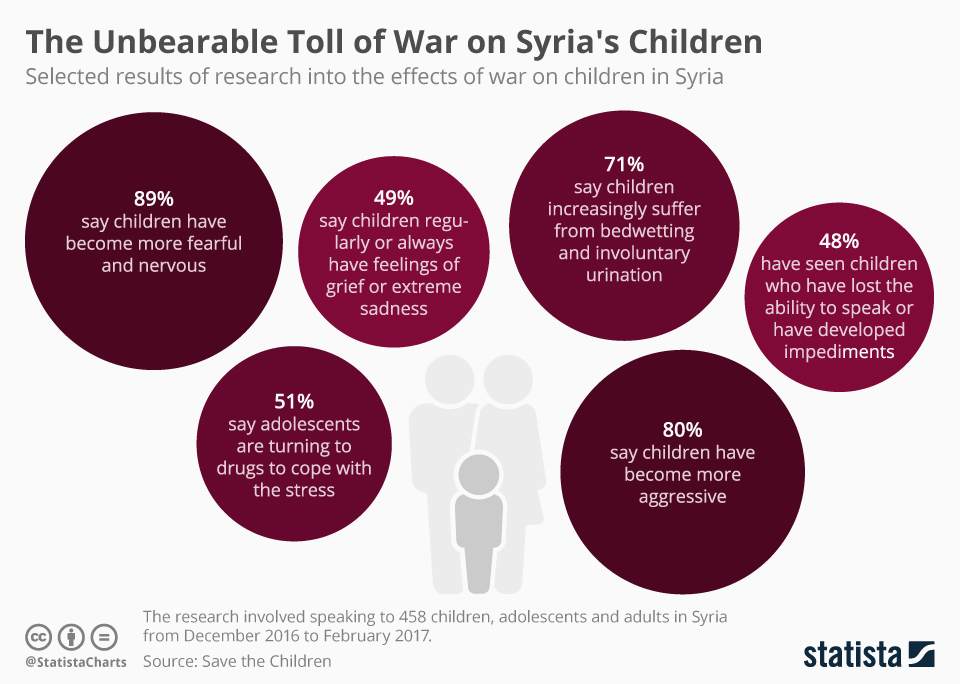 The Unbearable Toll of War on Syria's Children
Selected results of research into the effects of war on children in Syria
89%
say children have
become more fearful
and nervous
49%
say children regu-
larly or always
have feelings of
grief or extreme
sadness
71%
say children
increasingly suffer
from bedwetting
and involuntary
urination
48%
have seen children
who have lost the
ability to speak or
have developed
impediments
51%
say adolescents
are turning to
drugs to cope with
the stress
80%
say children have
become more
aggressive
The research involved speaking to 458 children, adolescents and adults in Syria
from December 2016 to February 2017.
cc
@StatistaCharts
Source: Save the Children
statista